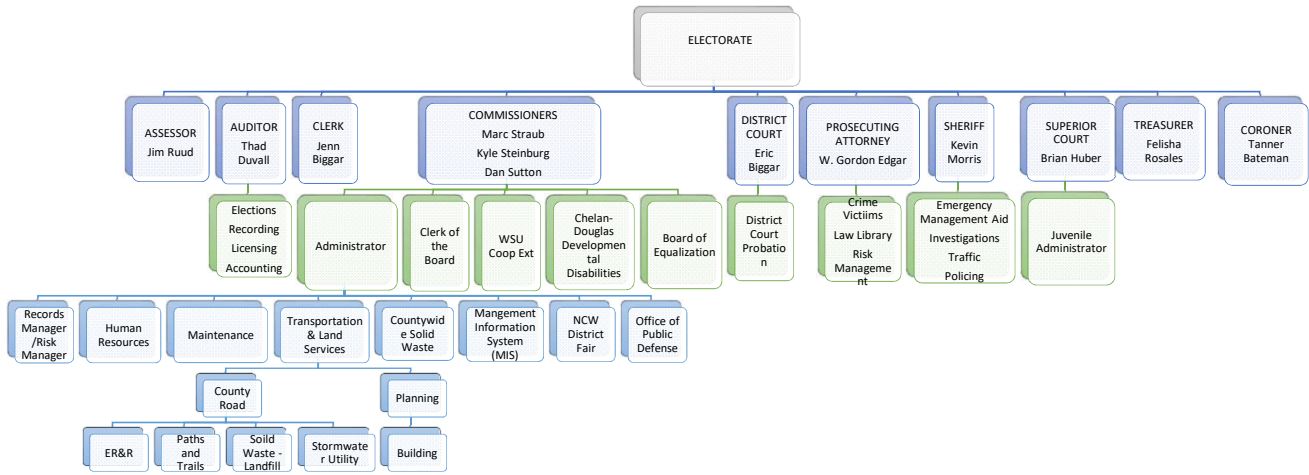 ELECTORATE
ASSESSOR
Jim Ruud
AUDITOR
Thad
Duvall
CLERK
Jenn
Biggar
COMMISSIONERS
Marc Straub
Kyle Steinburg
Dan Sutton
DISTRICT
COURT
Eric
Biggar
PROSECUTING
ATTORNEY
W. Gordon Edgar
SHERIFF
Kevin
Morris
SUPERIOR
COURT
Brian Huber
TREASURER
Felisha
Rosales
CORONER
Tanner
Bateman
Elections
Recording
Licensing
Accounting
Administrator
Clerk of
the
Board
WSU
Coop Ext
Chelan-
Douglas
Developmen
tal
Disabilities
Board of
Equalization
District
Court
Probatio
n
Crime
Victiims
Law Library
Risk
Manageme
nt
Emergency
Management Aid
Investigations
Traffic
Policing
Juvenile
Administrator
Records
Manager
/Risk
Manager
Human
Resources
Maintenance
Transportation
& Land
Services
Countywid
e Solid
Waste
Mangement
Information
System
(MIS)
NCW
District
Fair
Office of
Public
Defense
County
Road
Planning
ER&R
Paths
and
Trails
Soild
Waste -
Landfill
Stormwate
r Utility
Building